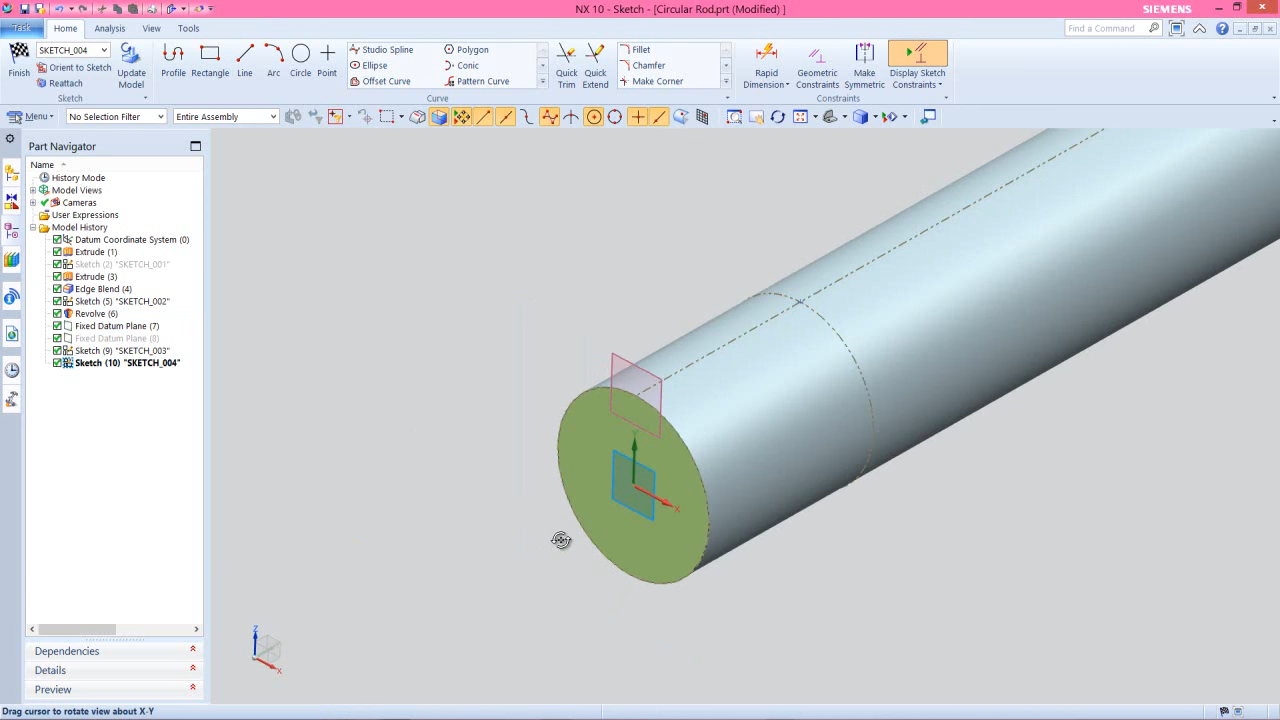 NX 10 - Sketch - [Circular Rod.prt (Modified) ]
SIEMENS
Task
Home
Analysis
View
Tools
Find a Command
Finish
SKETCH_004
Orient to Sketch
Reattach
Update Model
Sketch
Profile
Rectangle
Line
Arc
Circle
Point
Studio Spline
Ellipse
Offset Curve
Polygon
Conic
Pattern Curve
Quick Trim
Quick Extend
Fillet
Chamfer
Make Corner
Curve
Rapid Dimension
Geometric Constraints
Make Symmetric
Display Sketch Constraints
Constraints
Menu
No Selection Filter
Entire Assembly
Part Navigator
Name
History Mode
Model Views
Cameras
User Expressions
Model History
Datum Coordinate System (0)
Extrude (1)
Sketch (2) "SKETCH_001"
Extrude (3)
Edge Blend (4)
Sketch (5) "SKETCH_002"
Revolve (6)
Fixed Datum Plane (7)
Fixed Datum Plane (8)
Sketch (9) "SKETCH_003"
Sketch (10) "SKETCH_004"
Dependencies
Details
Preview
Y
X
Z
X
Drag cursor to rotate view about X-Y